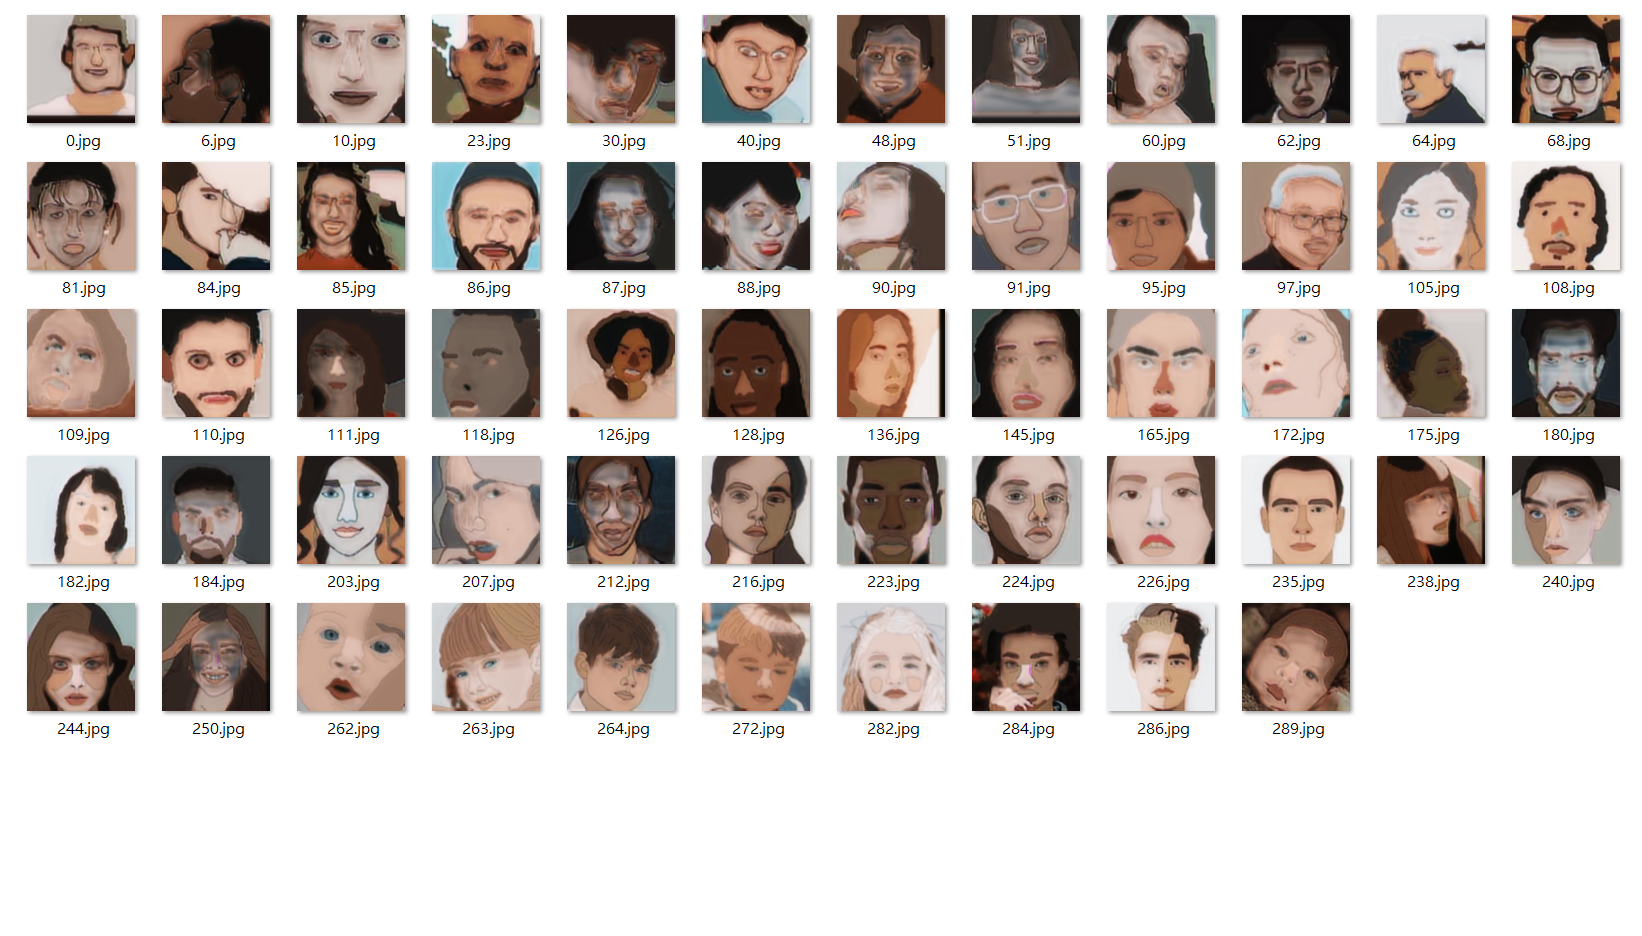 0.jpg 6.jpg 10.jpg 23.jpg 30.jpg 40.jpg 48.jpg 51.jpg 60.jpg 62.jpg 64.jpg 68.jpg
81.jpg 84.jpg 85.jpg 86.jpg 87.jpg 88.jpg 90.jpg 91.jpg 95.jpg 97.jpg 105.jpg 108.jpg
109.jpg 110.jpg 111.jpg 118.jpg 126.jpg 128.jpg 136.jpg 145.jpg 165.jpg 172.jpg 175.jpg 180.jpg
182.jpg 184.jpg 203.jpg 207.jpg 212.jpg 216.jpg 223.jpg 224.jpg 226.jpg 235.jpg 238.jpg 240.jpg
244.jpg 250.jpg 262.jpg 263.jpg 264.jpg 272.jpg 282.jpg 284.jpg 286.jpg 289.jpg